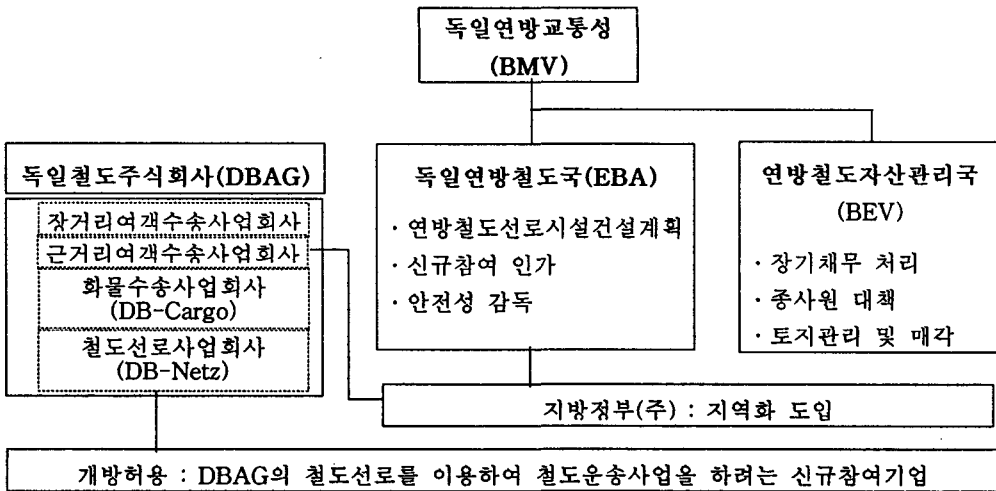 독일연방교통성
(BMV)
독일철도주식회사(DBAG)
장거리여객수송사업회사
근거리여객수송사업회사
화물수송사업회사
(DB-Cargo)
철도선로사업회사
(DB-Netz)
독일연방철도국(EBA)
· 연방철도선로시설건설계획
· 신규참여 인가
· 안전성 감독
연방철도자산관리국
(BEV)
· 장기채무 처리
· 종사원 대책
· 토지관리 및 매각
지방정부(주) : 지역화 도입
개방허용 : DBAG의 철도선로를 이용하여 철도운송사업을 하려는 신규참여기업